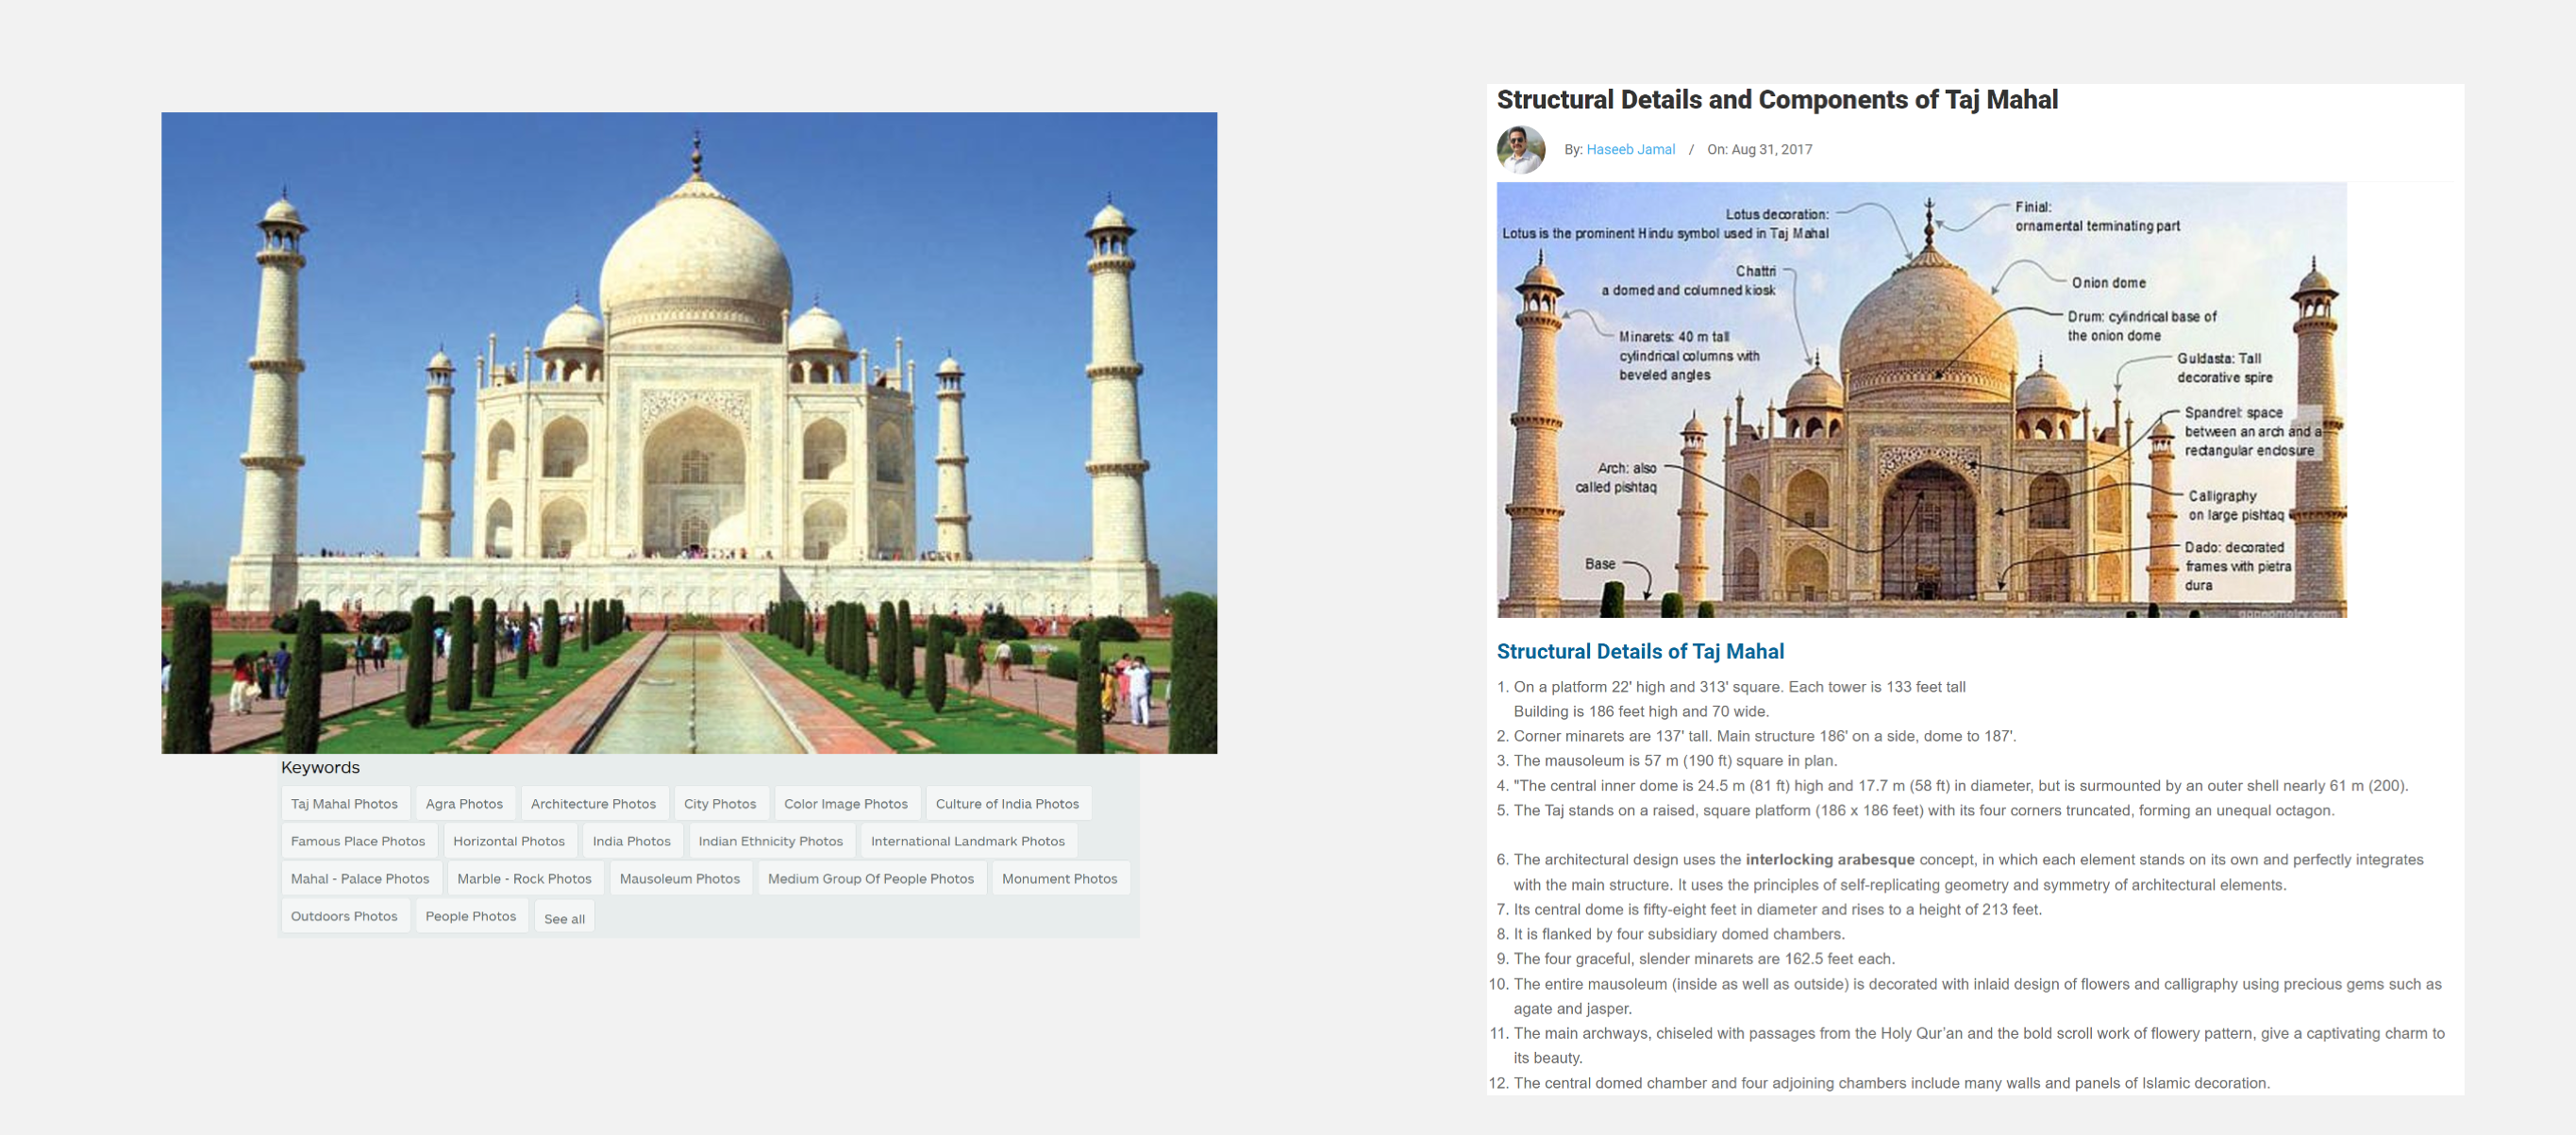 Keywords
Taj Mahal Photos
Agra Photos
Architecture Photos
City Photos
Color Image Photos
Culture of India Photos
Famous Place Photos
Horizontal Photos
India Photos
Indian Ethnicity Photos
International Landmark Photos
Mahal - Palace Photos
Marble - Rock Photos
Mausoleum Photos
Medium Group Of People Photos
Monument Photos
Outdoors Photos
People Photos
See all
Structural Details and Components of Taj Mahal
By: Haseeb Jamal / On: Aug 31, 2017
Lotus decoration:
Lotus is the prominent Hindu symbol used in Taj Mahal
Finial:
ornamental terminating part
Chattri
a domed and columned kiosk
Onion dome
Drum: cylindrical base of
the onion dome
Minarets: 40 m tall
cylindrical columns with
beveled angles
Guldasta: Tall
decorative spire
Spandrel: space
between an arch and a
rectangular enclosure
Arch: also
called pishtaq
Calligraphy
on large pishtaq
Base
Dado: decorated
frames with pietra
dura
Structural Details of Taj Mahal
1. On a platform 22' high and 313' square. Each tower is 133 feet tall
Building is 186 feet high and 70 wide.
2. Corner minarets are 137' tall. Main structure 186' on a side, dome to 187'.
3. The mausoleum is 57 m (190 ft) square in plan.
4. "The central inner dome is 24.5 m (81 ft) high and 17.7 m (58 ft) in diameter, but is surmounted by an outer shell nearly 61 m (200).
5. The Taj stands on a raised, square platform (186 x 186 feet) with its four corners truncated, forming an unequal octagon.
6. The architectural design uses the interlocking arabesque concept, in which each element stands on its own and perfectly integrates
with the main structure. It uses the principles of self-replicating geometry and symmetry of architectural elements.
7. Its central dome is fifty-eight feet in diameter and rises to a height of 213 feet.
8. It is flanked by four subsidiary domed chambers.
9. The four graceful, slender minarets are 162.5 feet each.
10. The entire mausoleum (inside as well as outside) is decorated with inlaid design of flowers and calligraphy using precious gems such as
agate and jasper.
11. The main archways, chiseled with passages from the Holy Qur'an and the bold scroll work of flowery pattern, give a captivating charm to
its beauty.
12. The central domed chamber and four adjoining chambers include many walls and panels of Islamic decoration.